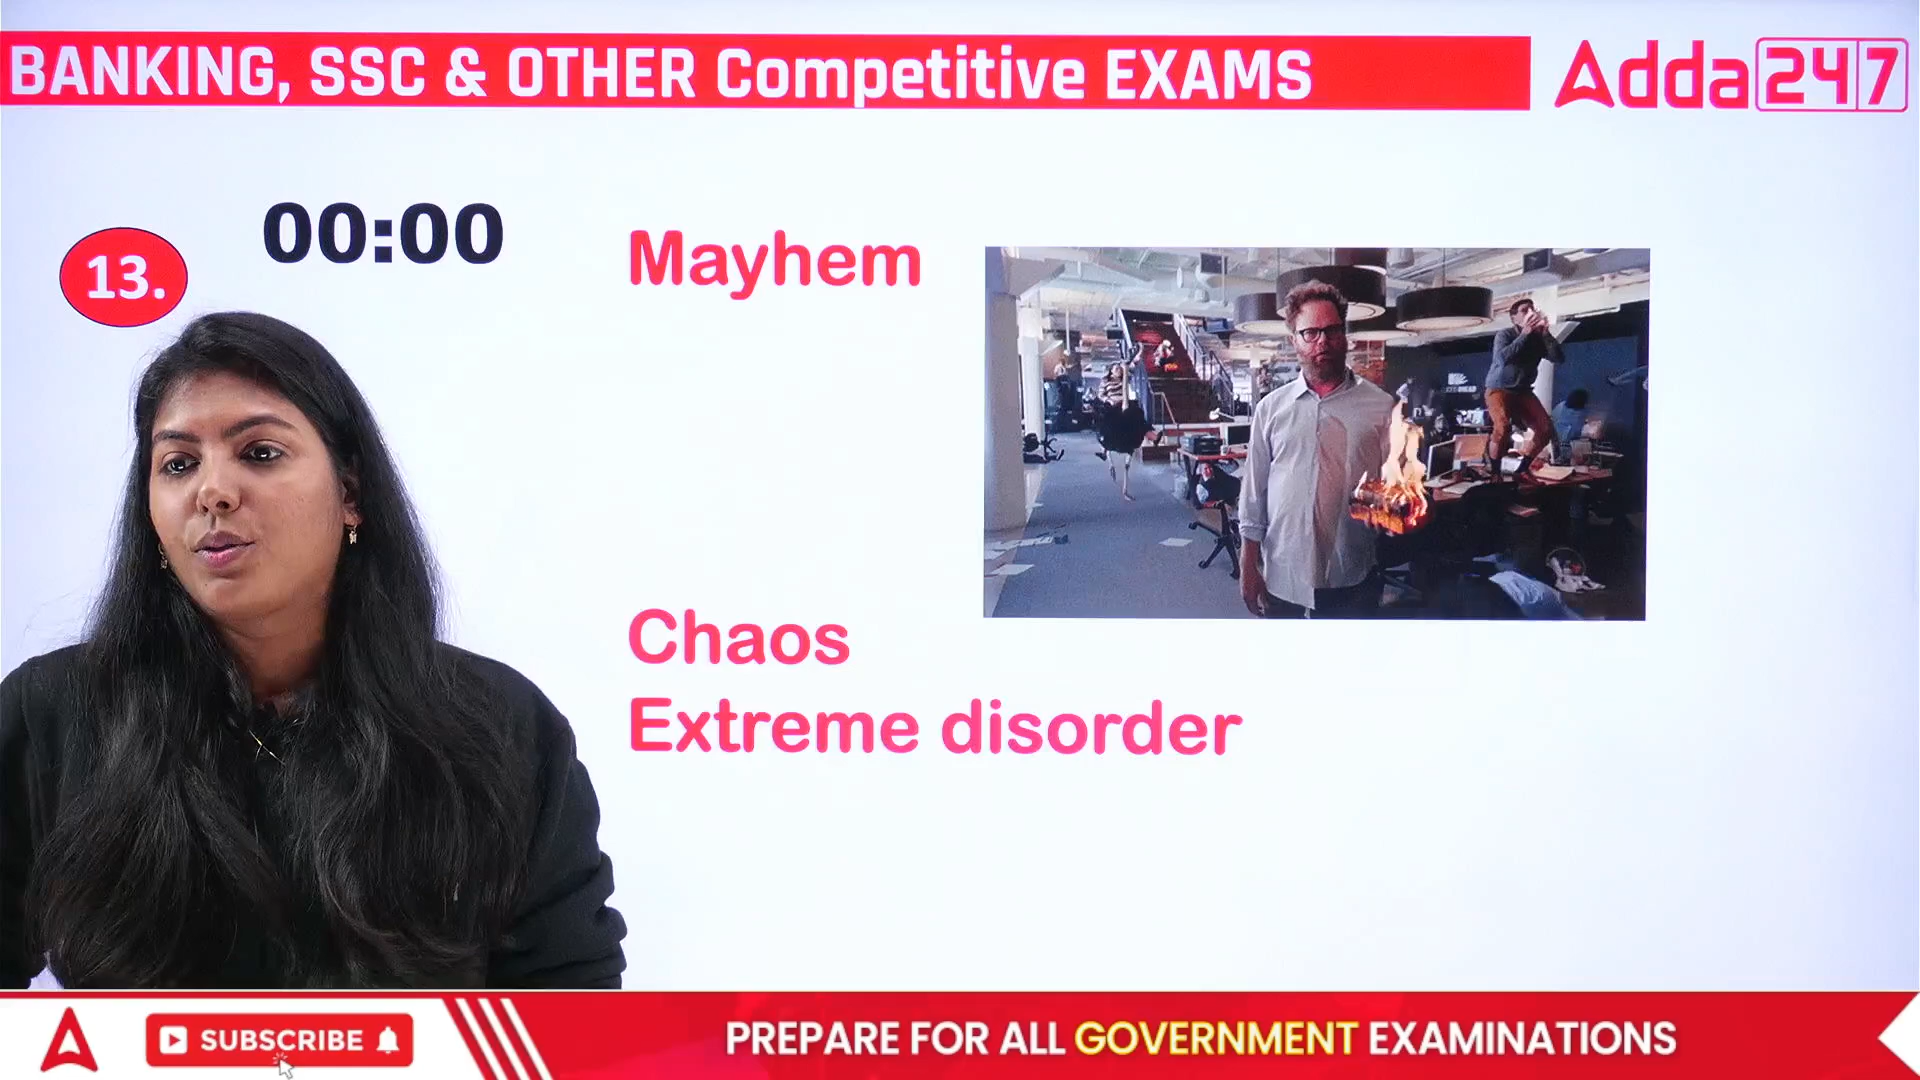 BANKING, SSC & OTHER Competitive EXAMS
Adda247
13.
00:00
Mayhem
Chaos
Extreme disorder
SUBSCRIBE
PREPARE FOR ALL GOVERNMENT EXAMINATIONS